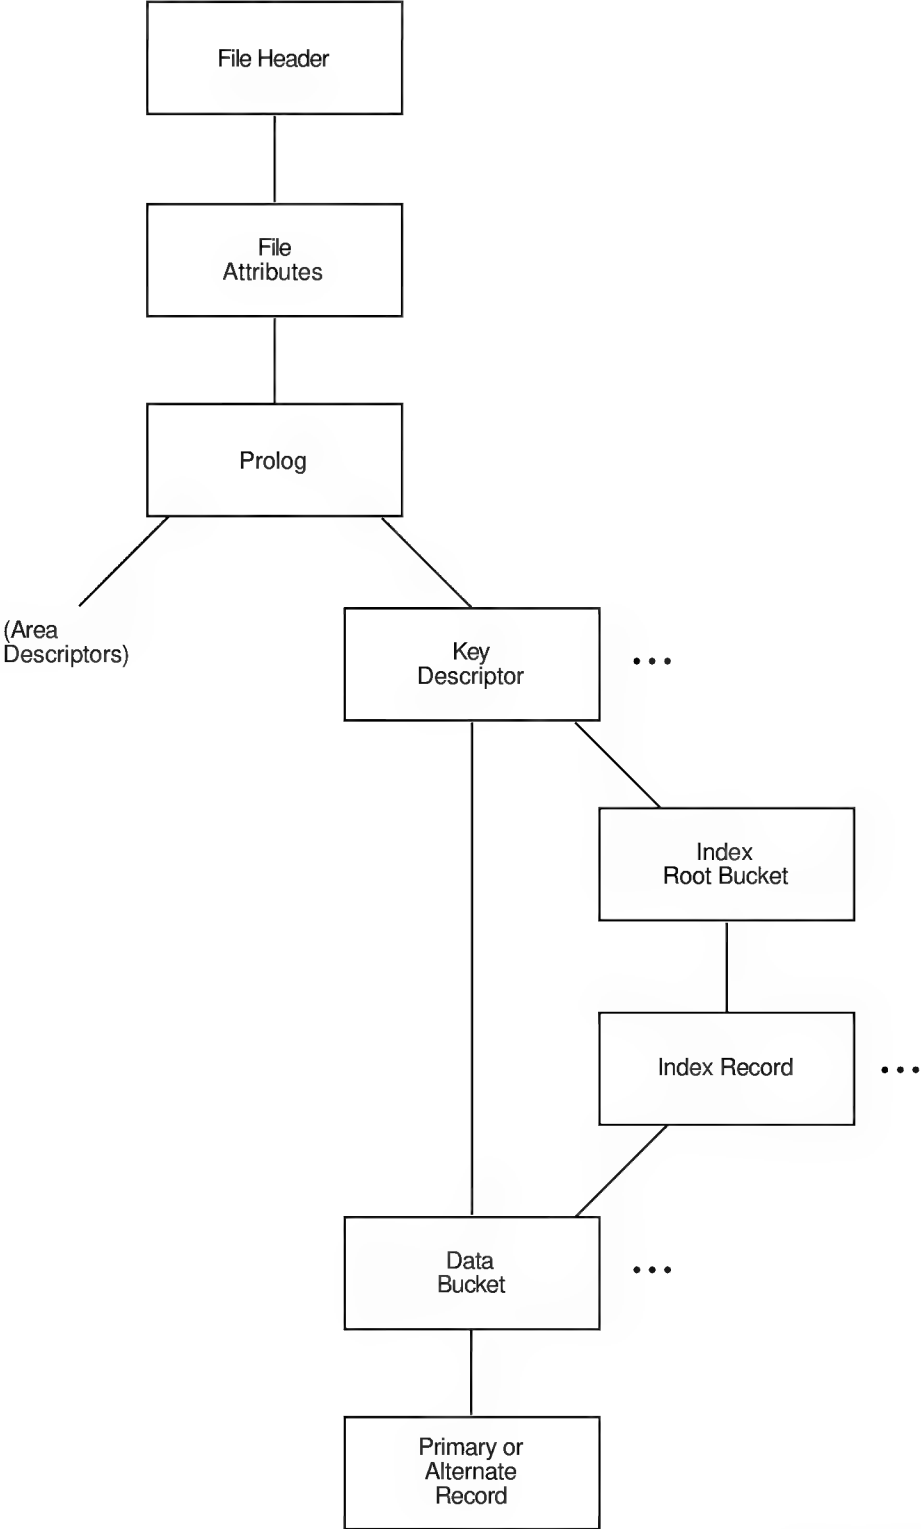 File Header
File
Attributes
Prolog
(Area
Descriptors)
Key
Descriptor
...
Index
Root Bucket
Index Record
...
Data
Bucket
...
Primary or
Alternate
Record